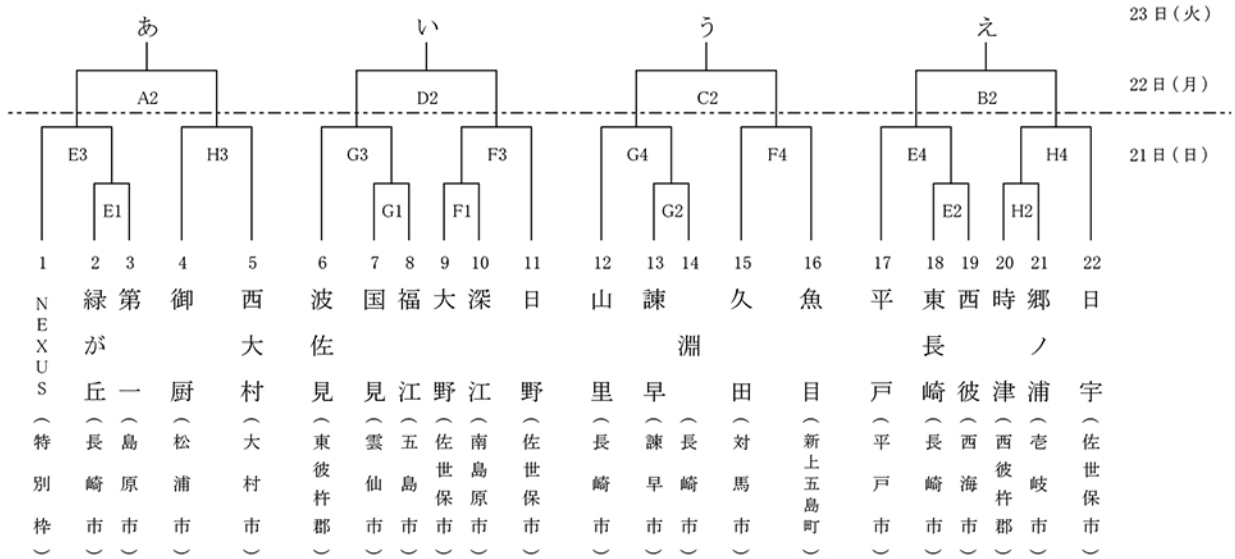 あ い う え 23日(火)
A2 D2 C2 B2 22日(月)
E3 H3 G3 F3 G4 F4 E4 H4 21日(日)
E1 G1 F1 G2 E2 H2
1 2 3 4 5 6 7 8 9 10 11 12 13 14 15 16 17 18 19 20 21 22
NEXUS(特別枠)
緑が丘(長崎市)
第一(島原市)
御厨(松浦市)
西大村(大村市)
波佐見(東彼杵郡)
国見(雲仙市)
福江(五島市)
大野(佐世保市)
深江(南島原市)
日野(佐世保市)
山里(長崎市)
諫早(諫早市)
淵(長崎市)
久田(対馬市)
魚目(新上五島町)
平戸(平戸市)
東長崎(長崎市)
西彼(西海市)
時津(西彼杵郡)
郷ノ浦(壱岐市)
日宇(佐世保市)